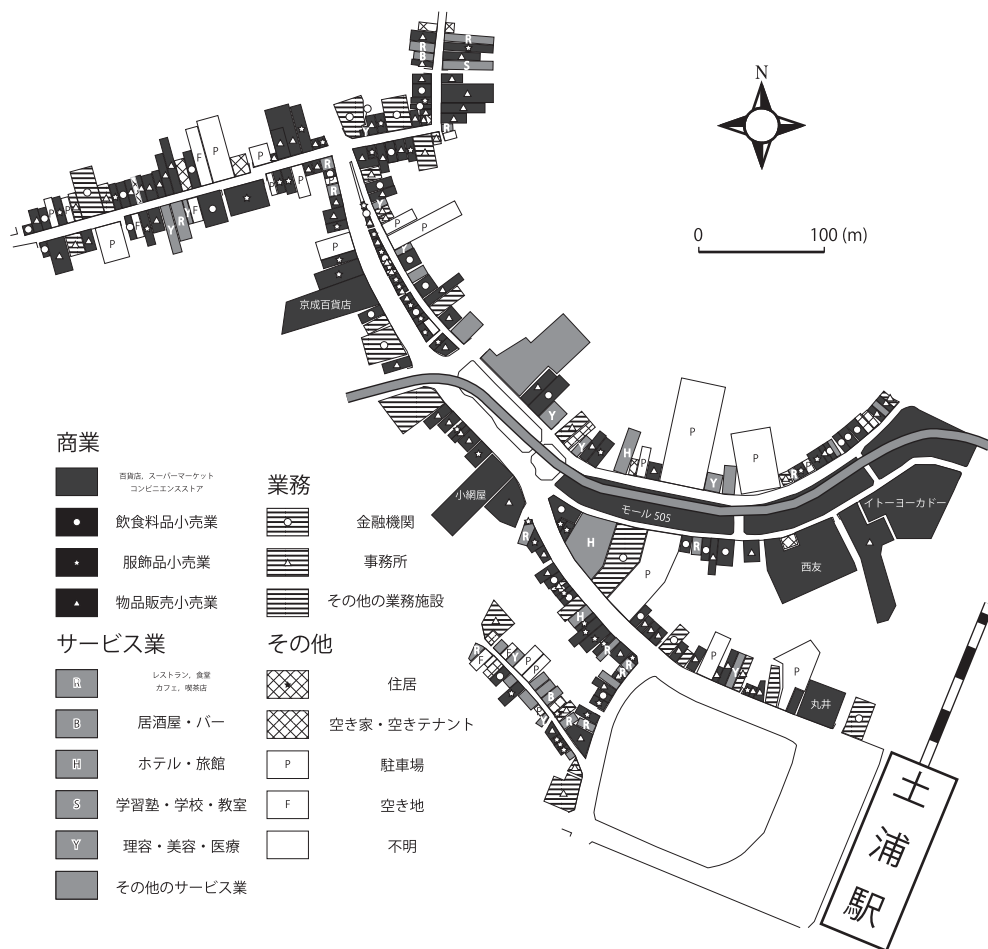 N
0 100 (m)
京成百貨店
小網屋
モール 505
イトーヨーカドー
西友
丸井
土浦駅
商業
百貨店，スーパーマーケット
コンビニエンスストア
飲食料品小売業
服飾品小売業
物品販売小売業
サービス業
R
レストラン，食堂
カフェ，喫茶店
B
居酒屋・バー
H
ホテル・旅館
S
学習塾・学校・教室
Y
理容・美容・医療
その他のサービス業
業務
金融機関
事務所
その他の業務施設
その他
住居
空き家・空きテナント
P
駐車場
F
空き地
不明